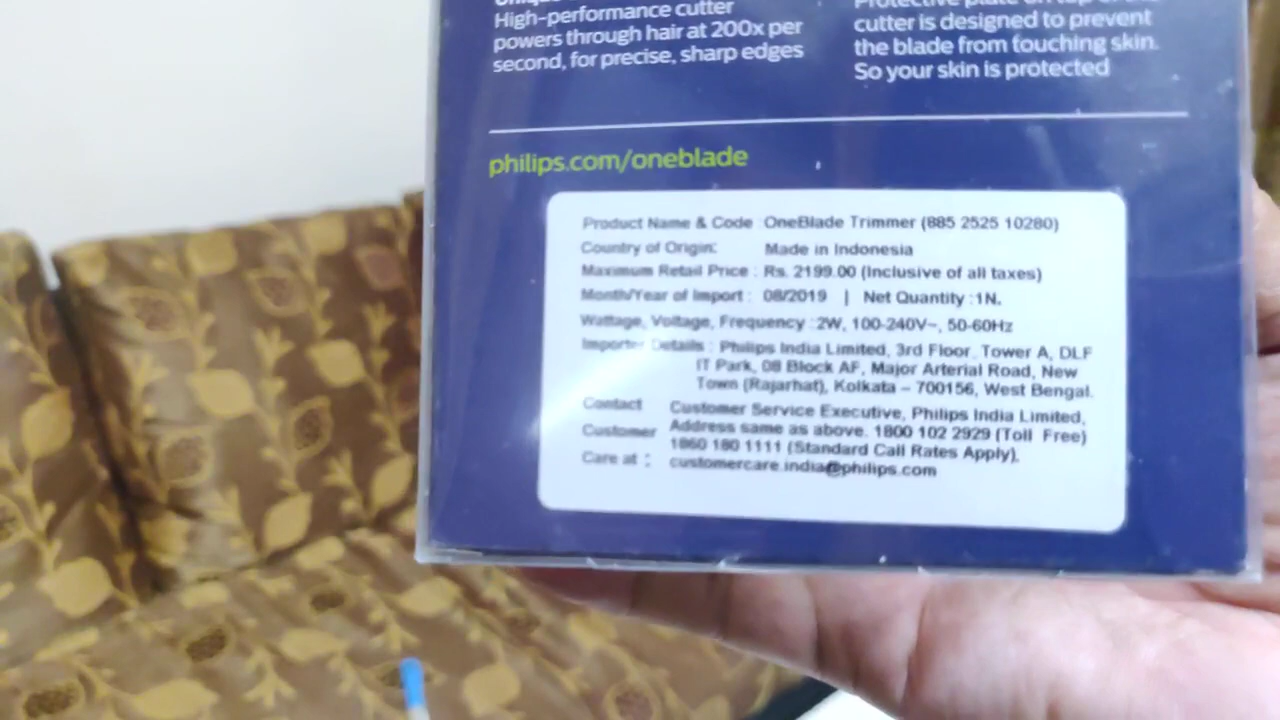 High-performance cutter
powers through hair at 200x per
second, for precise, sharp edges
Protective plate on top of the
cutter is designed to prevent
the blade from touching skin.
So your skin is protected
philips.com/oneblade
Product Name & Code : OneBlade Trimmer (885 2525 10280)
Country of Origin: Made in Indonesia
Maximum Retail Price : Rs. 2199.00 (Inclusive of all taxes)
Month/Year of Import : 08/2019 | Net Quantity :1N.
Wattage, Voltage, Frequency : 2W, 100-240V~, 50-60Hz
Importer Details : Philips India Limited, 3rd Floor, Tower A, DLF
IT Park, 08 Block AF, Major Arterial Road, New
Town (Rajarhat), Kolkata – 700156, West Bengal.
Contact Customer Service Executive, Philips India Limited,
Customer Address same as above. 1800 102 2929 (Toll Free)
1860 180 1111 (Standard Call Rates Apply),
Care at : customercare.india@philips.com